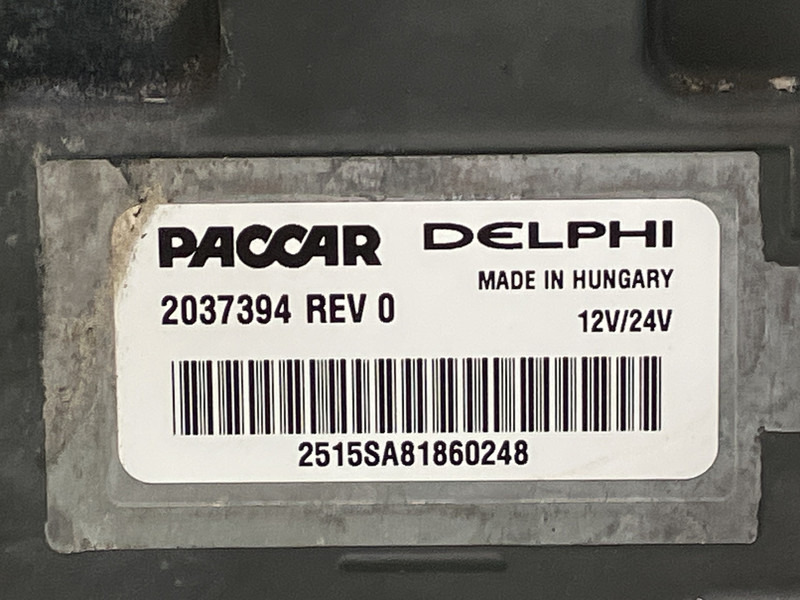 PACCAR DELPHI
MADE IN HUNGARY
2037394 REV 0
12V/24V
2515SA81860248